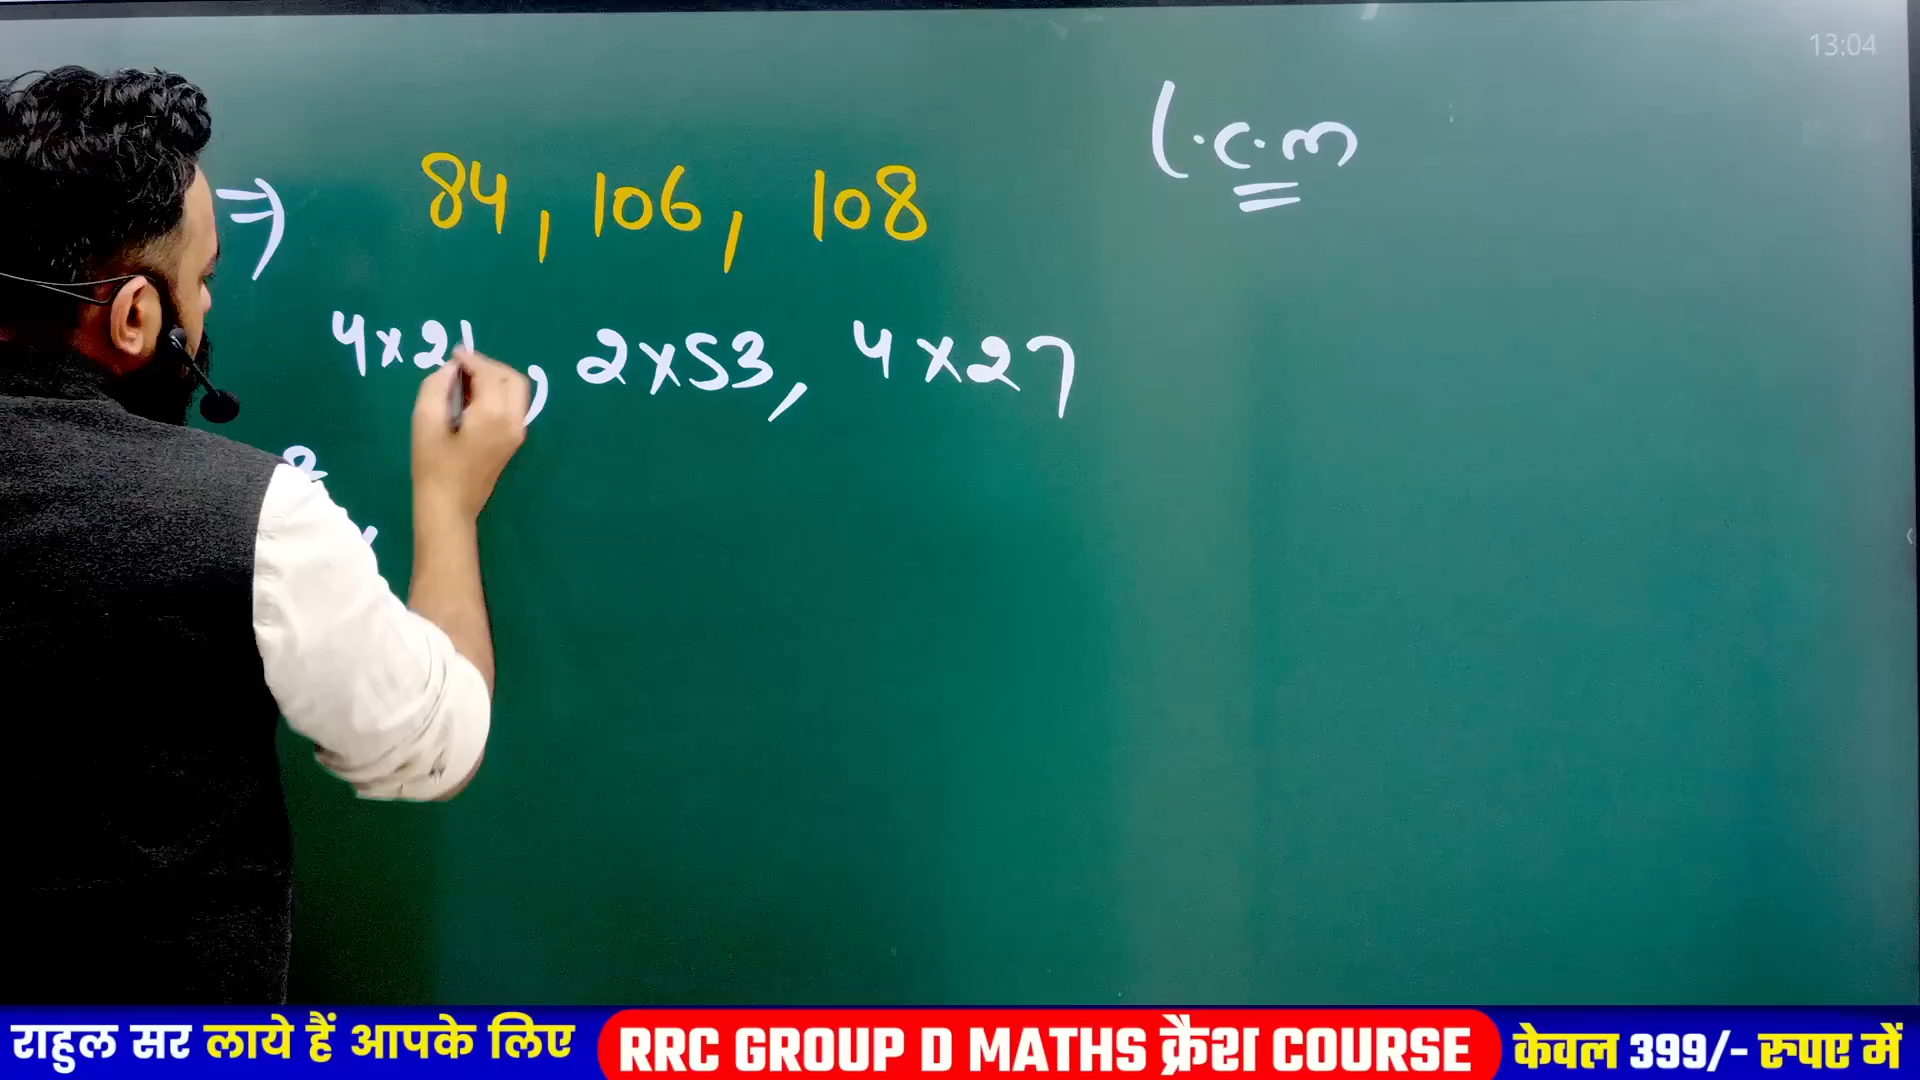 13:04
L.C.M
⇒ 84, 106, 108
4×21, 2×53, 4×27
2
राहुल सर लाये हैं आपके लिए RRC GROUP D MATHS क्रैश COURSE केवल 399/- रुपए में